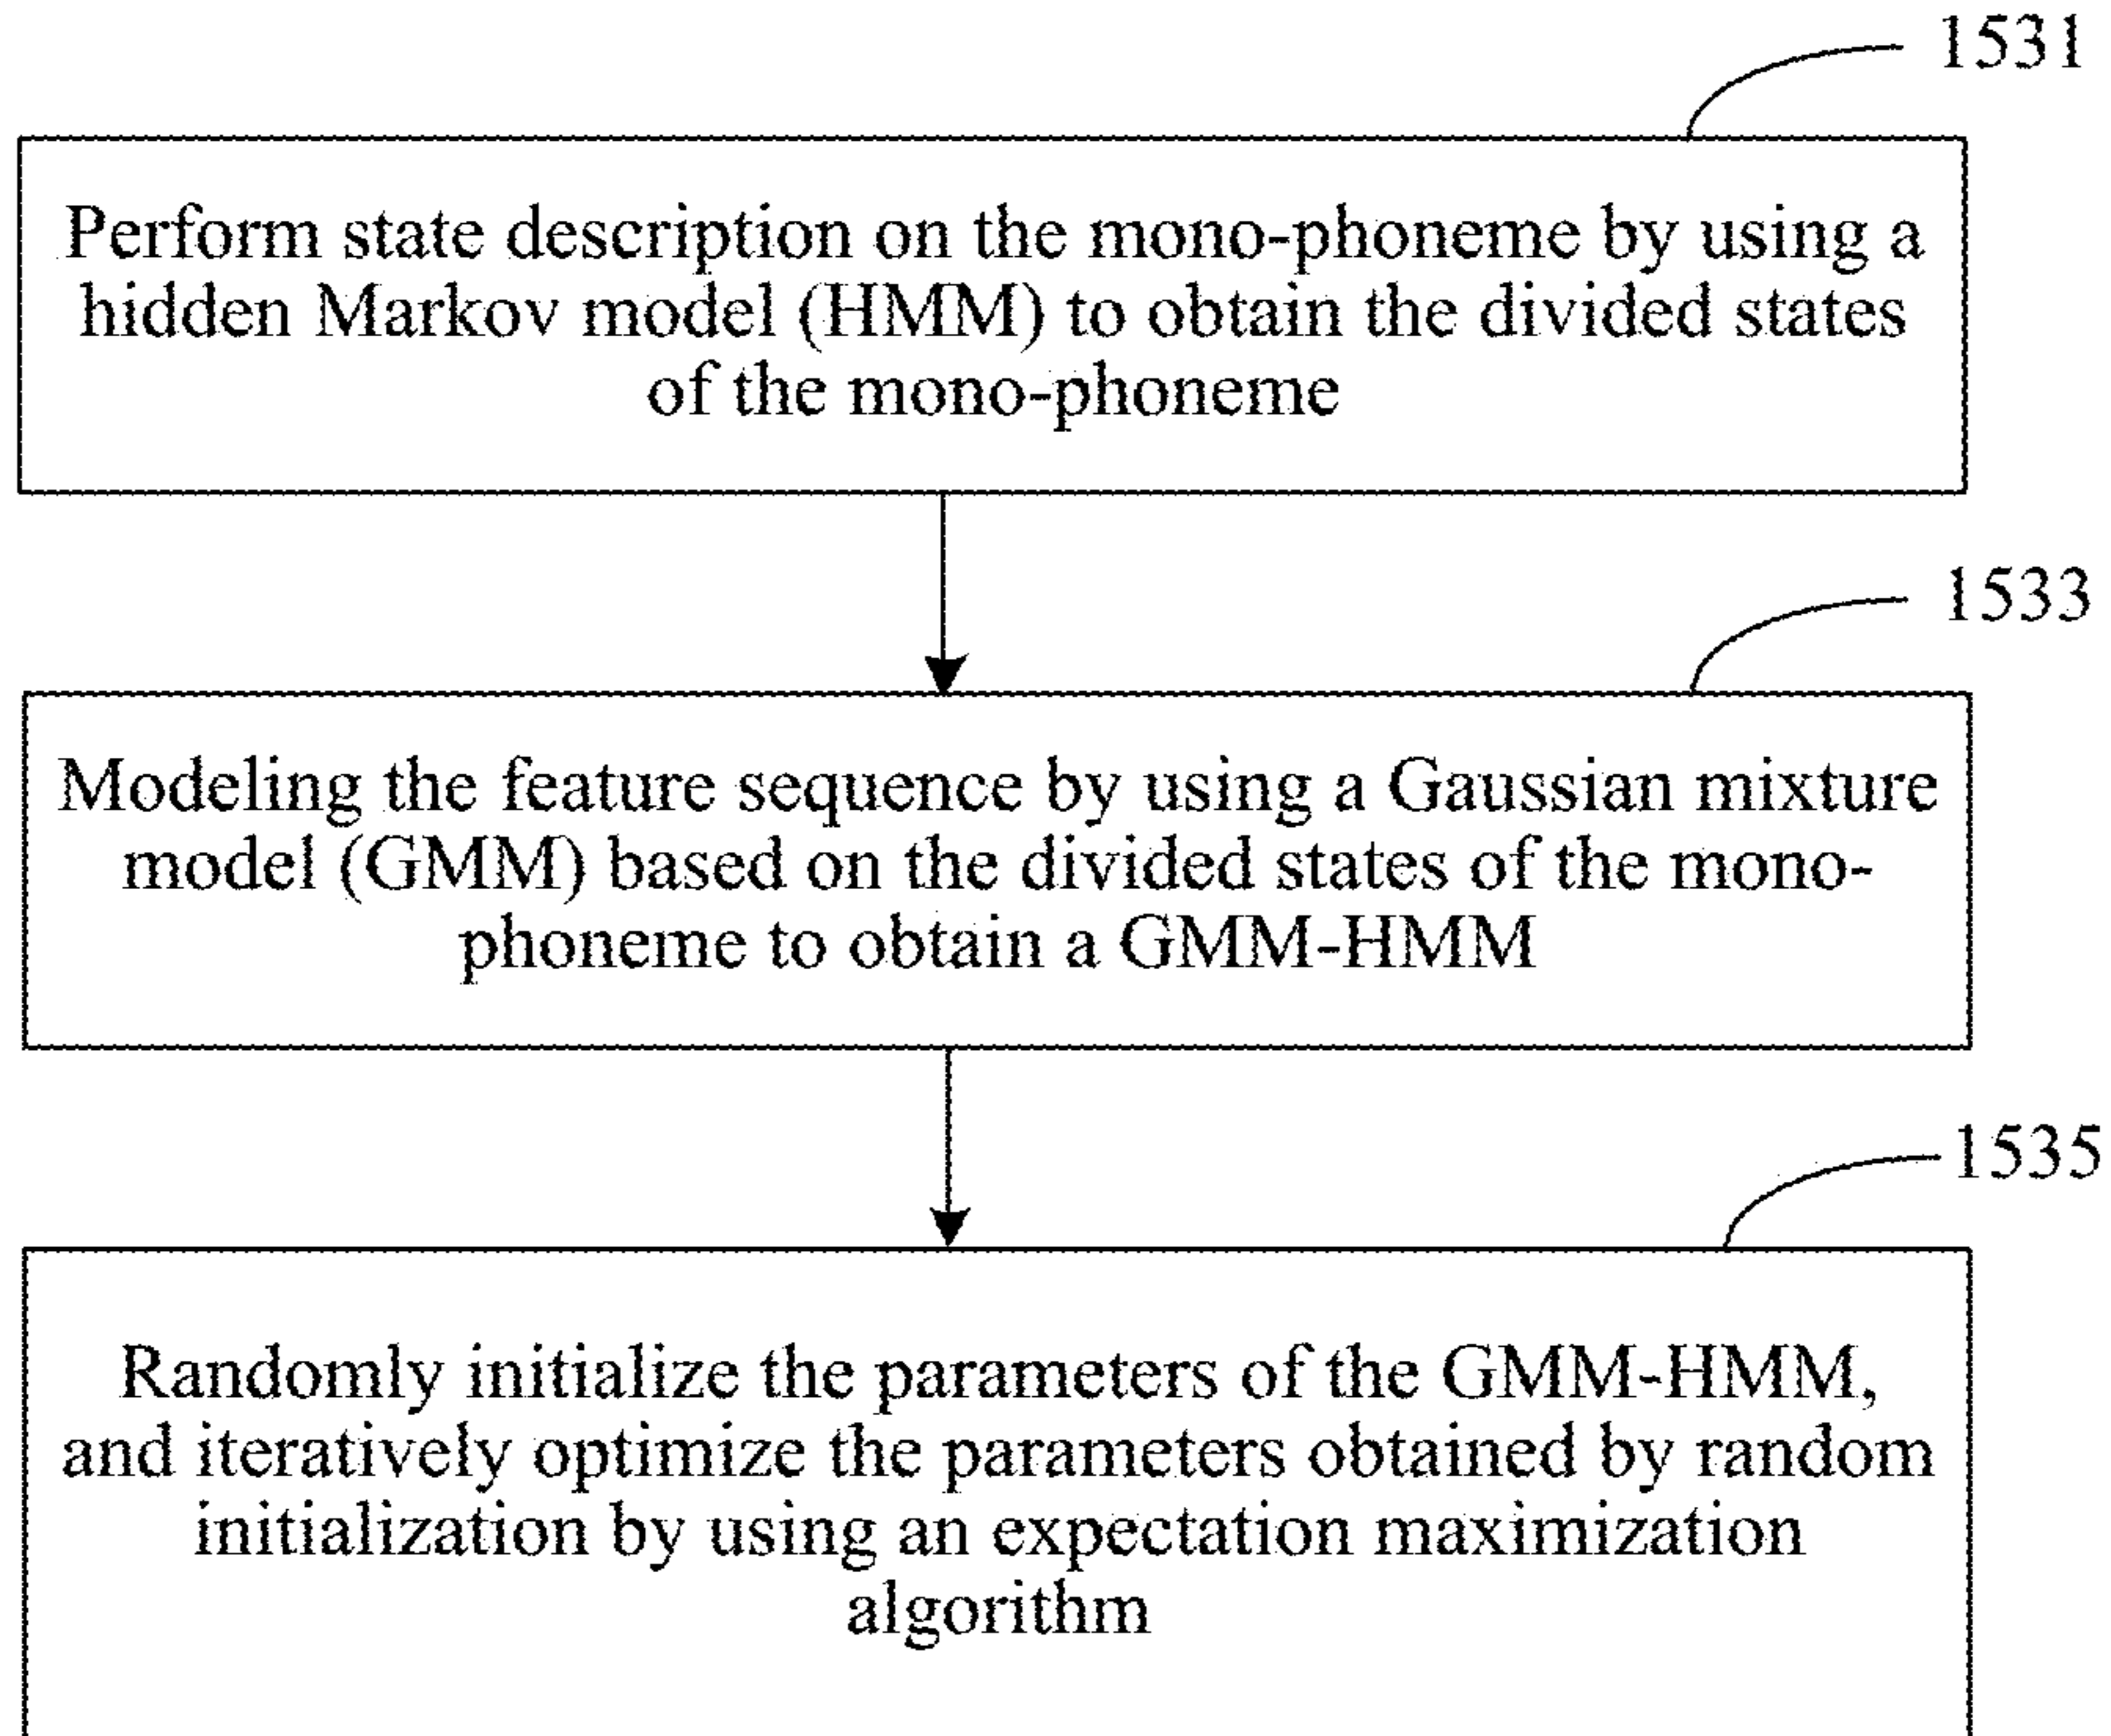 1531
Perform state description on the mono-phoneme by using a
hidden Markov model (HMM) to obtain the divided states
of the mono-phoneme
1533
Modeling the feature sequence by using a Gaussian mixture
model (GMM) based on the divided states of the mono-
phoneme to obtain a GMM-HMM
1535
Randomly initialize the parameters of the GMM-HMM,
and iteratively optimize the parameters obtained by random
initialization by using an expectation maximization
algorithm